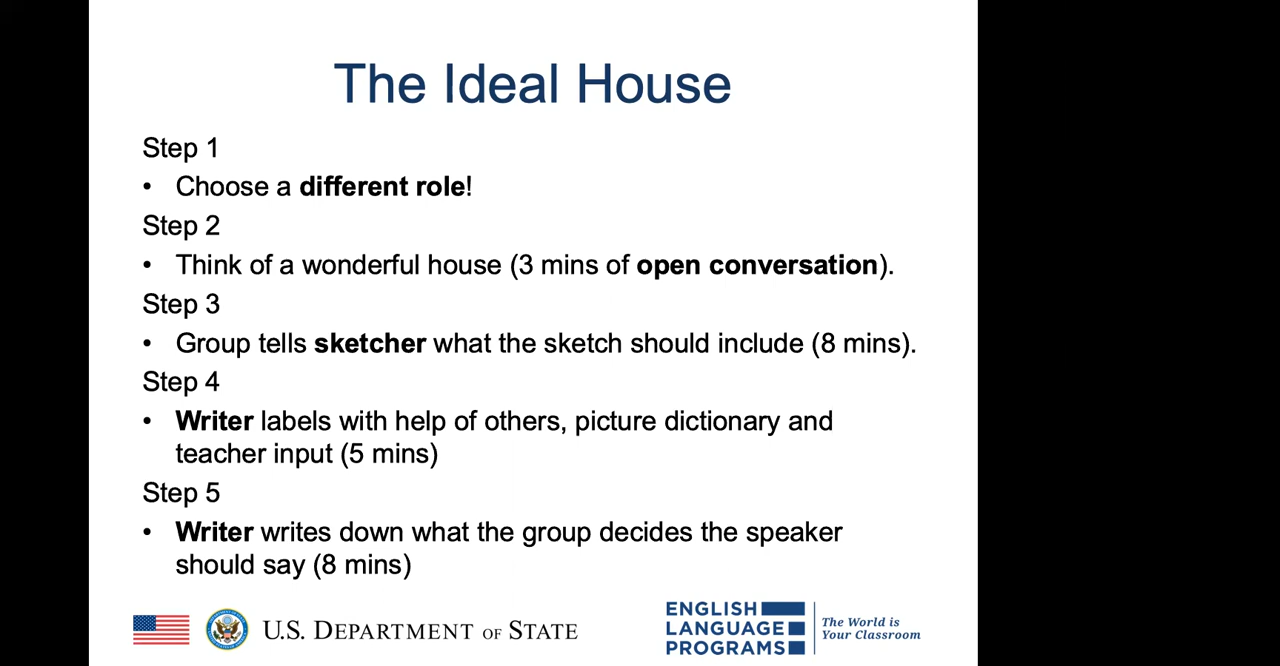 The Ideal House
Step 1
• Choose a different role!
Step 2
• Think of a wonderful house (3 mins of open conversation).
Step 3
• Group tells sketcher what the sketch should include (8 mins).
Step 4
• Writer labels with help of others, picture dictionary and
teacher input (5 mins)
Step 5
• Writer writes down what the group decides the speaker
should say (8 mins)
U.S. DEPARTMENT OF STATE
ENGLISH
LANGUAGE
PROGRAMS
The World is
Your Classroom